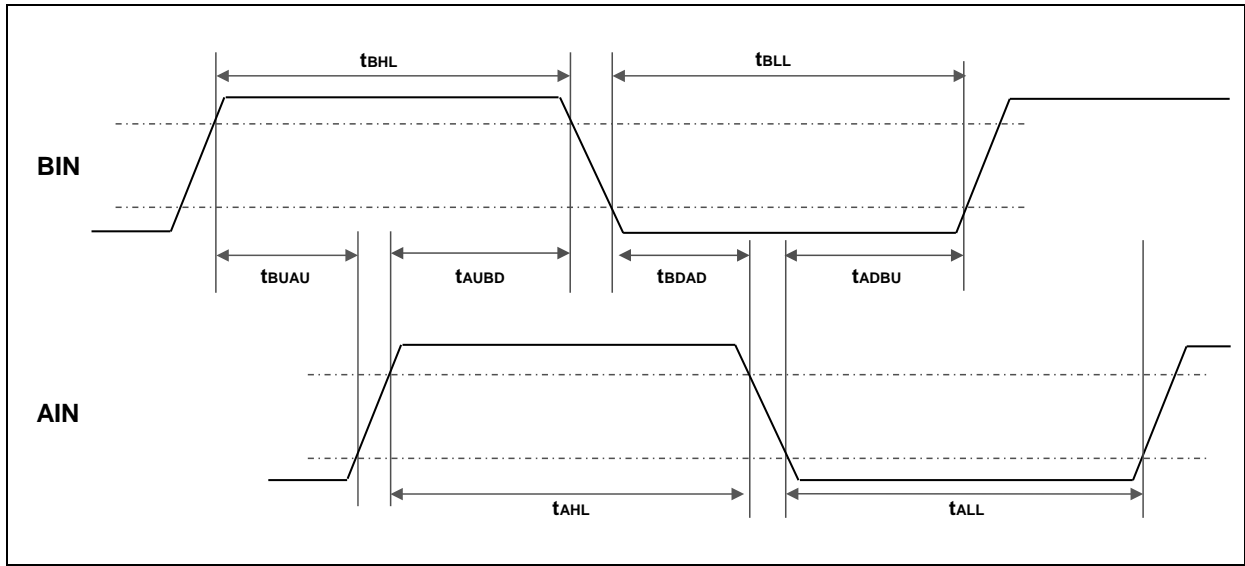 tBHL
tBLL
BIN
tBUAU
tAUBD
tBDAD
tADBU
AIN
tAHL
tALL